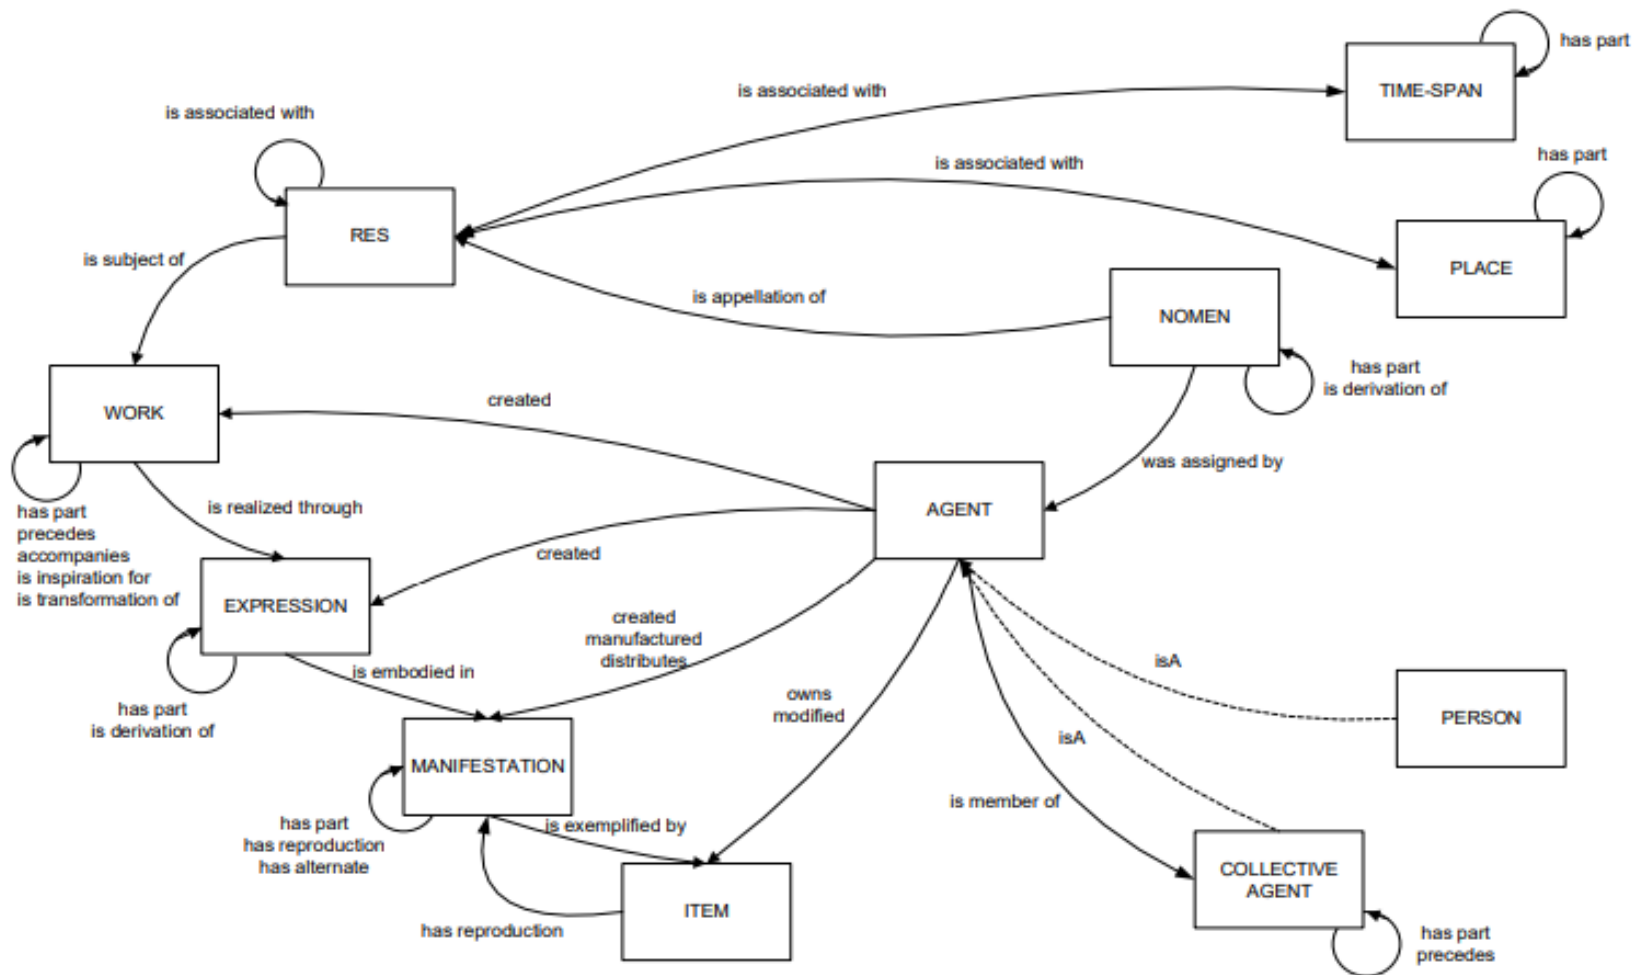 has part
TIME-SPAN
is associated with
is associated with
is associated with
has part
RES
PLACE
is subject of
is appellation of
NOMEN
has part
is derivation of
created
WORK
was assigned by
has part
precedes
accompanies
is inspiration for
is transformation of
is realized through
AGENT
created
EXPRESSION
created
manufactured
distributes
is embodied in
has part
is derivation of
owns
modified
isA
PERSON
isA
MANIFESTATION
is member of
has part
has reproduction
has alternate
is exemplified by
COLLECTIVE
AGENT
ITEM
has reproduction
has part
precedes